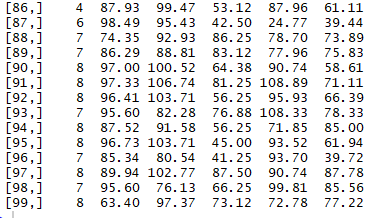 [86,] 4 87.93 99.47 53.12 87.96 61.11
[87,] 6 98.49 95.43 42.50 24.77 39.44
[88,] 7 74.35 92.93 86.25 78.70 73.89
[89,] 7 86.29 88.81 83.12 77.96 75.83
[90,] 8 97.00 100.52 64.38 90.74 58.61
[91,] 8 97.33 106.74 81.25 108.89 71.11
[92,] 8 96.41 103.71 56.25 95.93 66.39
[93,] 7 95.60 82.28 76.88 108.33 78.33
[94,] 8 87.52 91.58 56.25 71.85 85.00
[95,] 8 96.73 103.71 45.00 93.52 61.94
[96,] 7 85.34 80.54 41.25 93.70 39.72
[97,] 8 89.94 102.77 87.50 90.74 87.78
[98,] 7 95.60 76.13 66.25 99.81 85.56
[99,] 8 63.40 97.37 73.12 72.78 77.22